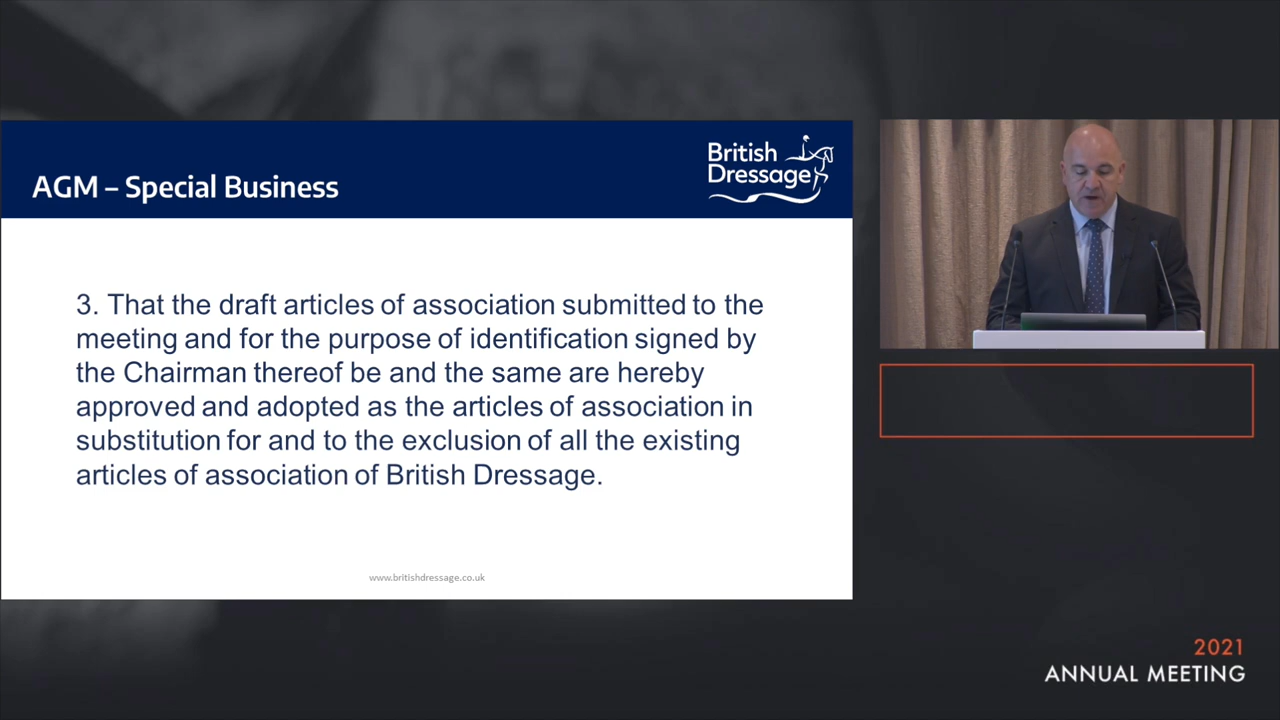 British
Dressage
AGM – Special Business
3. That the draft articles of association submitted to the
meeting and for the purpose of identification signed by
the Chairman thereof be and the same are hereby
approved and adopted as the articles of association in
substitution for and to the exclusion of all the existing
articles of association of British Dressage.
www.britishdressage.co.uk
2021
ANNUAL MEETING